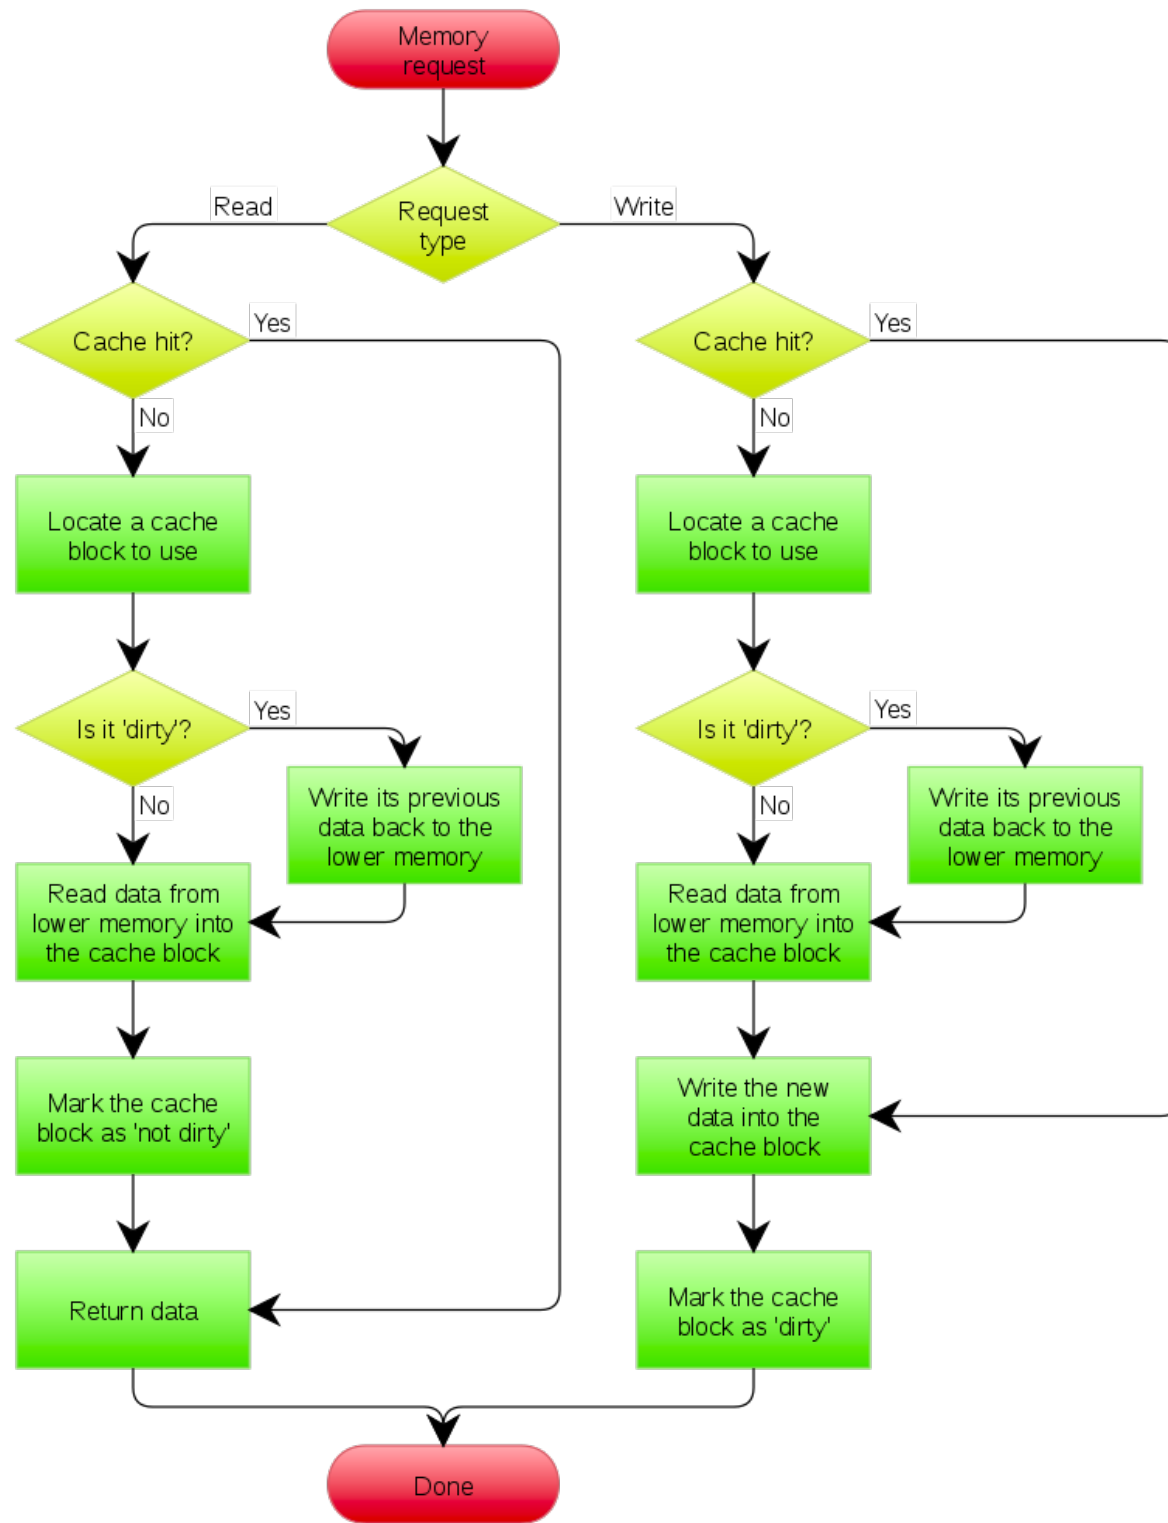 Memory
request
Request
type
Read
Write
Cache hit?
Yes
No
Locate a cache
block to use
Is it 'dirty'?
Yes
No
Write its previous
data back to the
lower memory
Read data from
lower memory into
the cache block
Mark the cache
block as 'not dirty'
Return data
Cache hit?
Yes
No
Locate a cache
block to use
Is it 'dirty'?
Yes
No
Write its previous
data back to the
lower memory
Read data from
lower memory into
the cache block
Write the new
data into the
cache block
Mark the cache
block as 'dirty'
Done